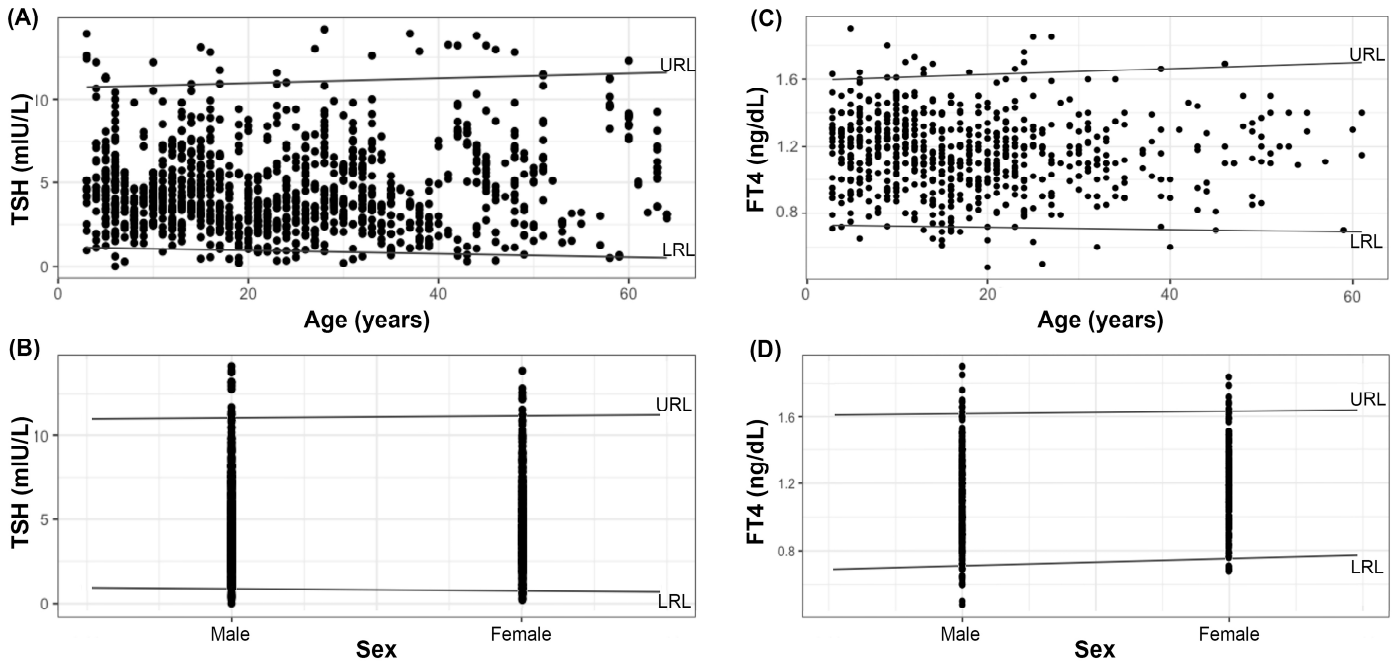 (A)
TSH (mIU/L)
10
5
0
URL
LRL
0
20
40
60
Age (years)
(C)
FT4 (ng/dL)
1.6
1.2
0.8
URL
LRL
0
20
40
60
Age (years)
(B)
TSH (mIU/L)
10
5
0
URL
LRL
Male
Female
Sex
(D)
FT4 (ng/dL)
1.6
1.2
0.8
URL
LRL
Male
Female
Sex